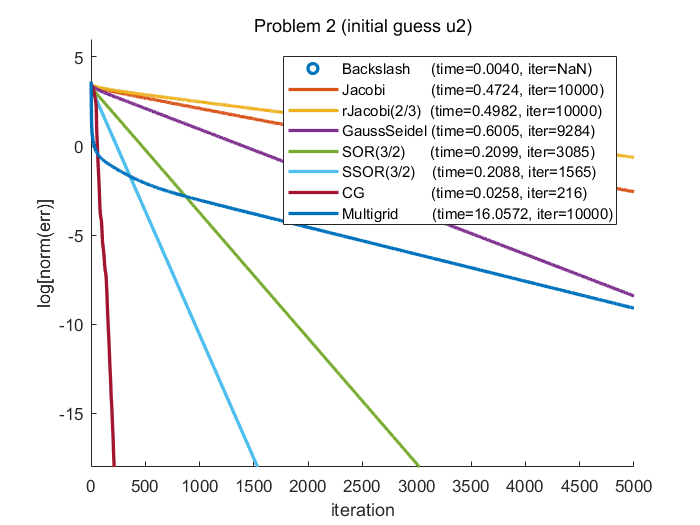 Problem 2 (initial guess u2)
Backslash (time=0.0040, iter=NaN)
Jacobi (time=0.4724, iter=10000)
rJacobi(2/3) (time=0.4982, iter=10000)
GaussSeidel (time=0.6005, iter=9284)
SOR(3/2) (time=0.2099, iter=3085)
SSOR(3/2) (time=0.2088, iter=1565)
CG (time=0.0258, iter=216)
Multigrid (time=16.0572, iter=10000)
log[norm(err)]
5
0
-5
-10
-15
0 500 1000 1500 2000 2500 3000 3500 4000 4500 5000
iteration